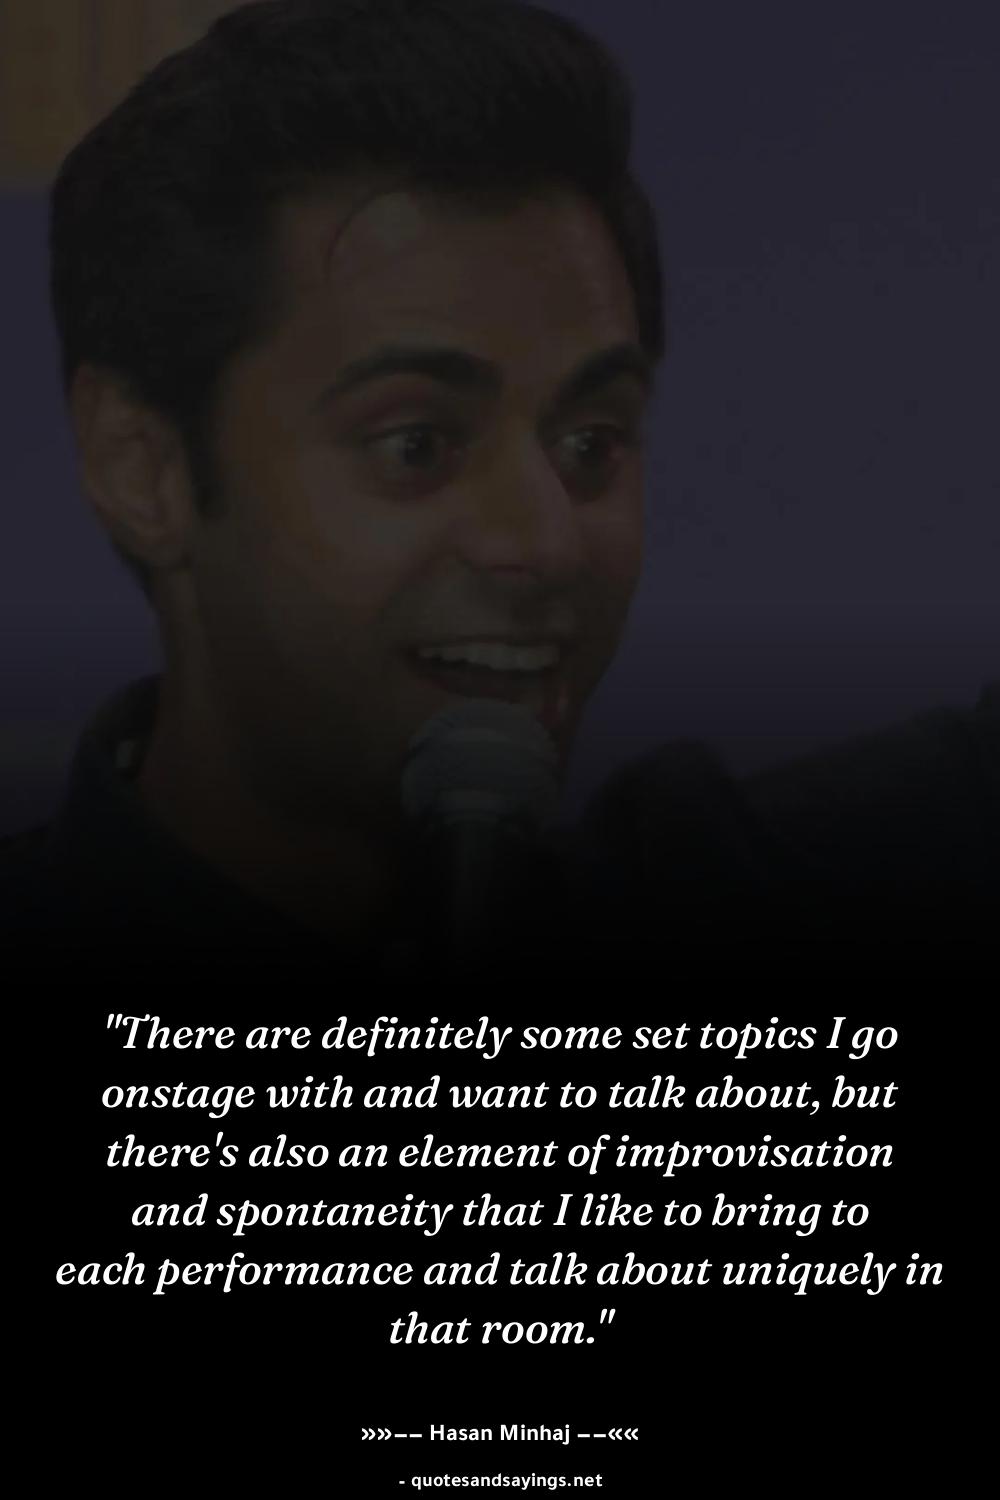 "There are definitely some set topics I go
onstage with and want to talk about, but
there's also an element of improvisation
and spontaneity that I like to bring to
each performance and talk about uniquely in
that room."
»»−− Hasan Minhaj −−««
- quotesandsayings.net